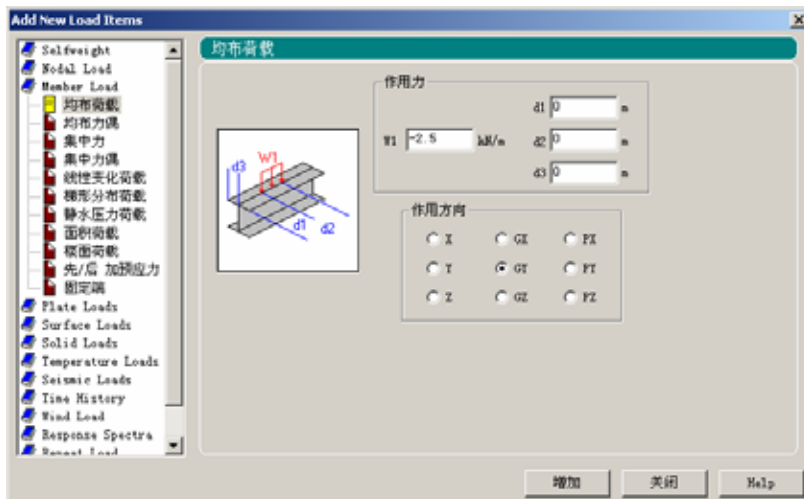 Add New Load Items
Selfweight
Nodal Load
Member Load
均布荷载
均布力偶
集中力
集中力偶
线性变化荷载
梯形分布荷载
静水压力荷载
面积荷载
楼面荷载
先/后 加预应力
固定端
Plate Loads
Surface Loads
Solid Loads
Temperature Loads
Seismic Loads
Time History
Wind Load
Response Spectra
Repeat Load
均布荷载
作用力
d1 0 m
W1 -2.5 kN/m d2 0 m
d3 0 m
W1
d3
d1 d2
作用方向
X GX PX
Y GY PY
Z GZ PZ
增加 关闭 Help